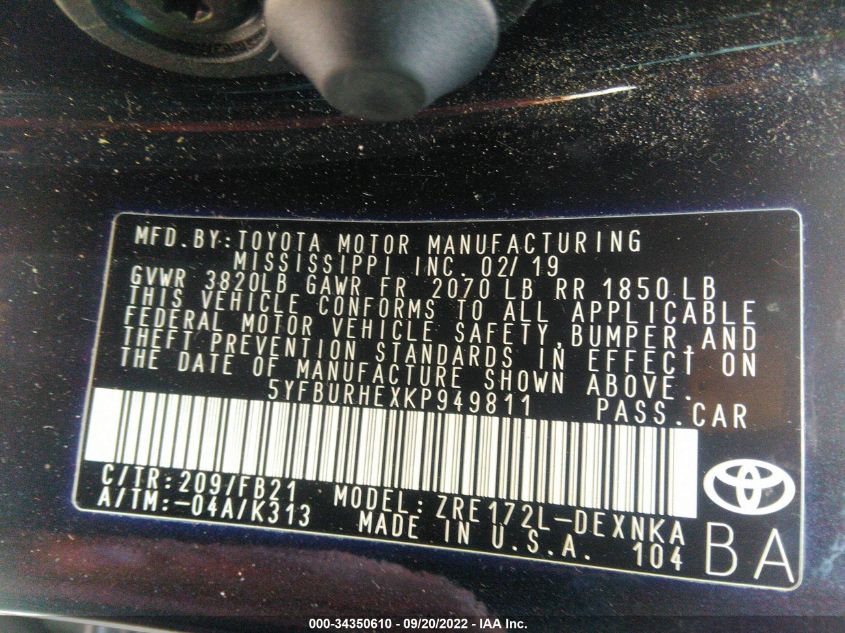 MFD.BY:TOYOTA MOTOR MANUFACTURING
MISSISSIPPI INC. 02/19
GVWR 3820LB GAWR FR 2070LB RR 1850LB
THIS VEHICLE CONFORMS TO ALL APPLICABLE
FEDERAL MOTOR VEHICLE SAFETY,BUMPER,AND
THEFT PREVENTION STANDARDS IN EFFECT ON
THE DATE OF MANUFACTURE SHOWN ABOVE.
5YFBURHEXKP949811 PASS.CAR
C/TR:209/FB21 MODEL:ZRE172L-DEXNKA
A/TM:-04A/K313 MADE IN U.S.A. 104
BA
000-34350610 - 09/20/2022 - IAA Inc.